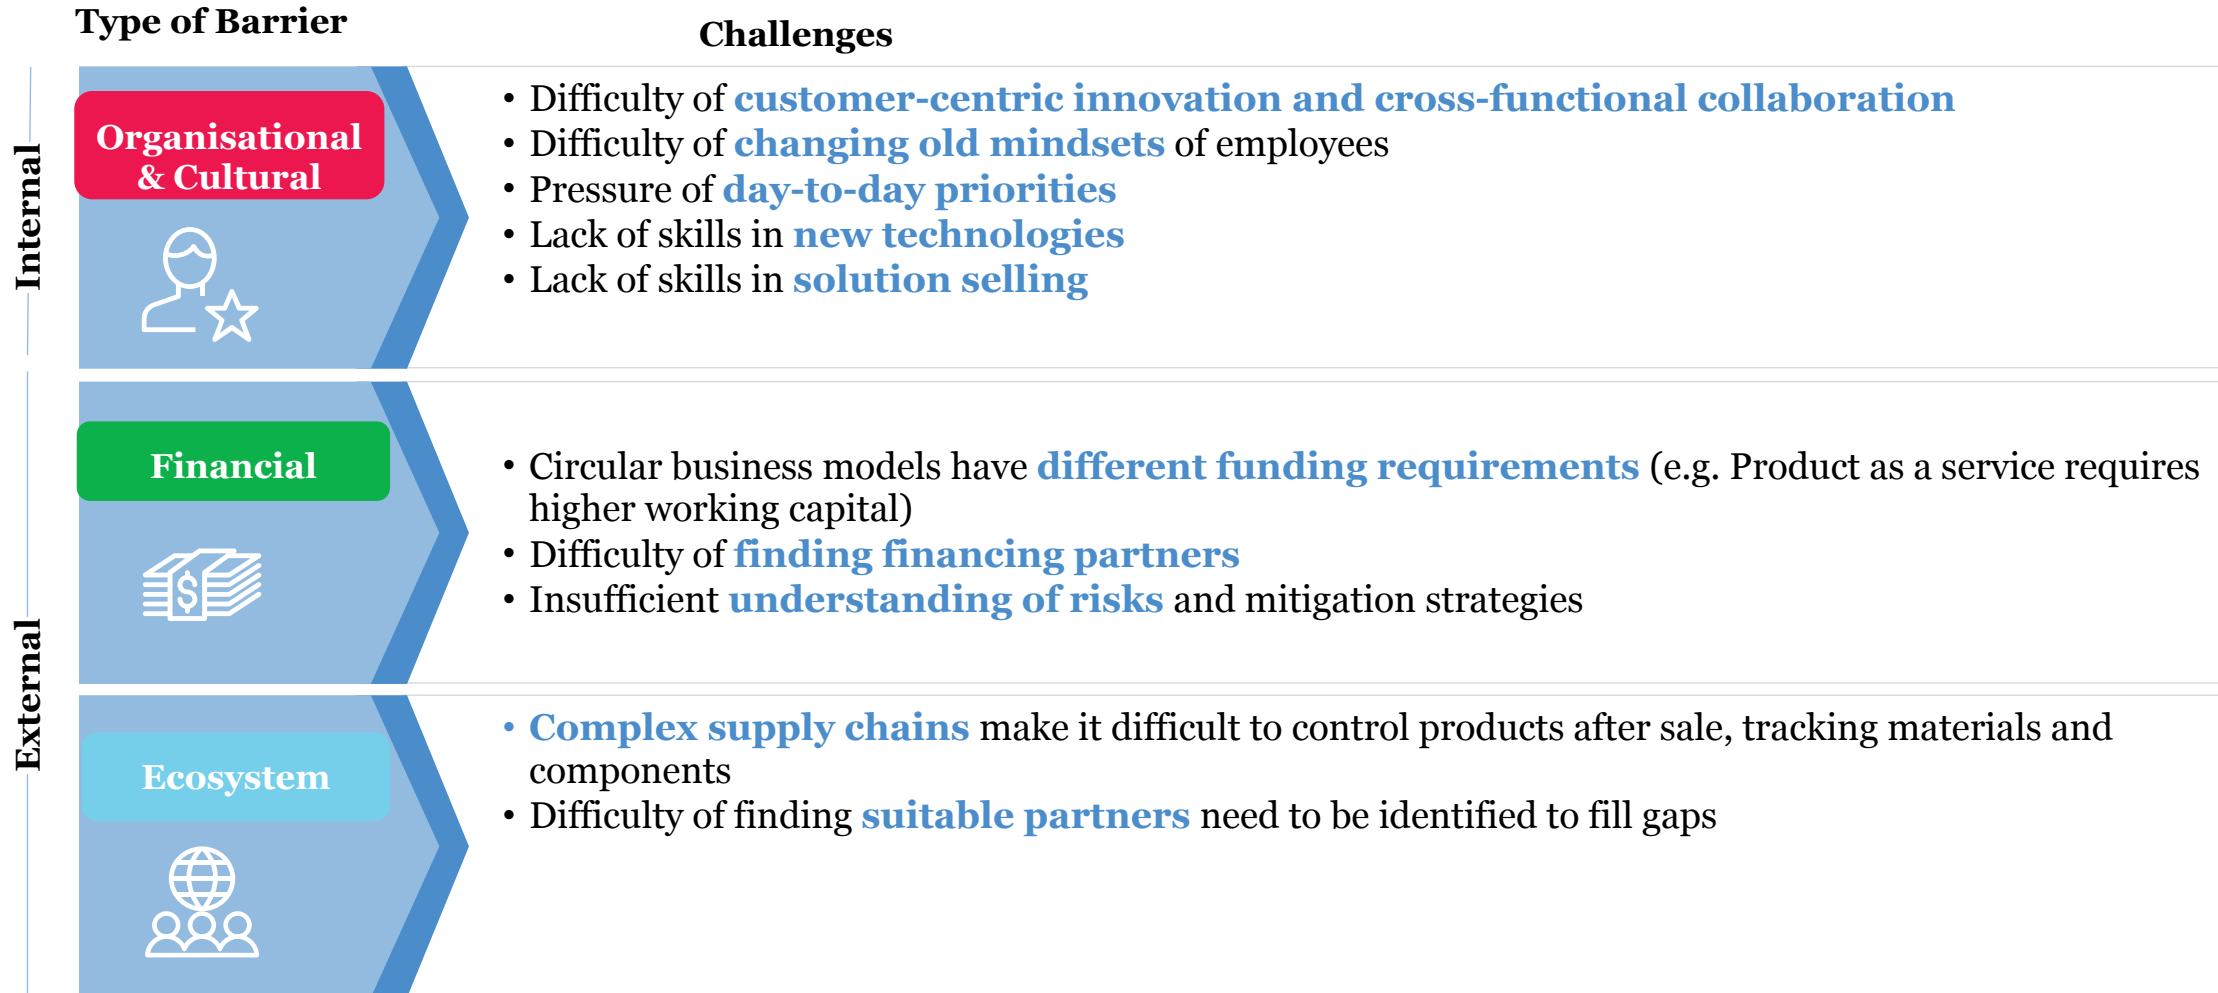 Type of Barrier
Challenges
Internal
Organisational
& Cultural
• Difficulty of customer-centric innovation and cross-functional collaboration
• Difficulty of changing old mindsets of employees
• Pressure of day-to-day priorities
• Lack of skills in new technologies
• Lack of skills in solution selling
External
Financial
$
• Circular business models have different funding requirements (e.g. Product as a service requires
higher working capital)
• Difficulty of finding financing partners
• Insufficient understanding of risks and mitigation strategies
Ecosystem
• Complex supply chains make it difficult to control products after sale, tracking materials and
components
• Difficulty of finding suitable partners need to be identified to fill gaps